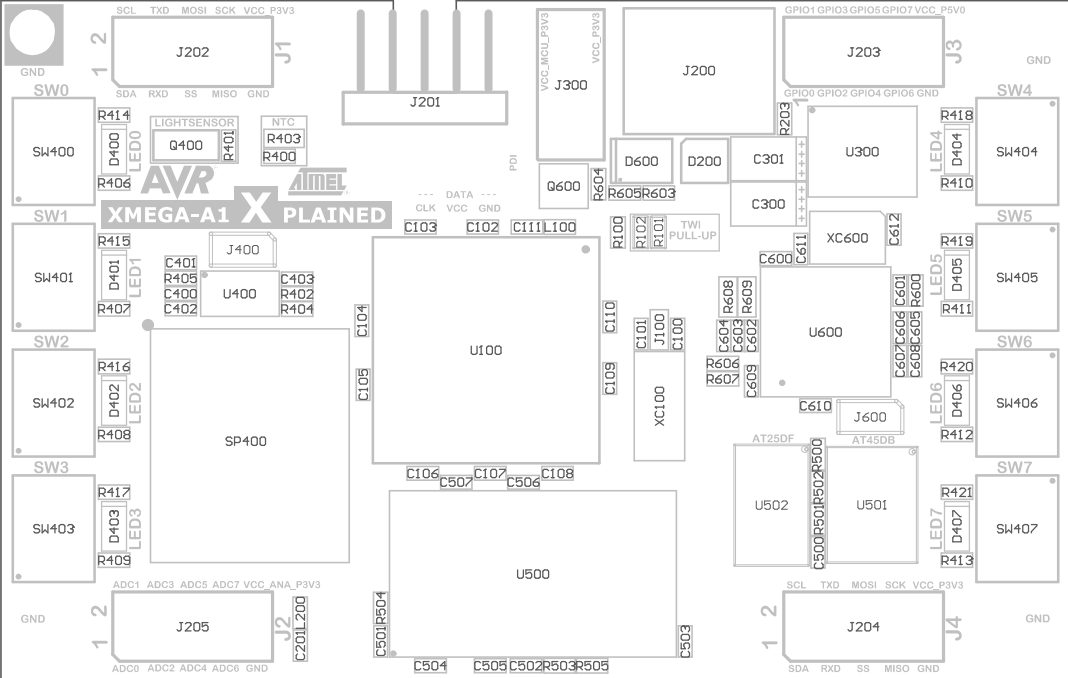 SCL TXD MOSI SCK VCC_P3V3
2 J202 J1
1
SDA RXD SS MISO GND
GND
J201
VCC_MCU_P3V3 VCC_P3V3
J300
J200
GPIO1 GPIO3 GPIO5 GPIO7 VCC_P5V0
J203 J3
GPIO0 GPIO2 GPIO4 GPIO6 GND
1
GND
SW0
R414
SW400 D400 LED0
R406
LIGHTSENSOR
Q400 R401
NTC
R403
R400
AVR ATMEL
XMEGA-A1 X PLAINED
PDI
--- DATA ---
CLK VCC GND
C103 C102 C111 L100
Q600 R604
D600 D200
R605 R603
R203
C301
C300
U300
R418
LED4 D404
R410
SW4
SW404
R100 R102 R101
TWI
PULL-UP
XC600 C612
C611
C600
SW1
R415
SW401 D401 LED1
R407
J400
C401
R405
C400
C402
U400
C403
R402
R404
C104
C105
U100
C110
C109
C101 J100 C100
XC100
R608 R609
C604 C603 C602
R606
R607
C609
U600
C601 R600
C606 C605
C607 C608
C610
J600
SW5
R419
LED5 D405
R411
SW405
SW2
R416
SW402 D402 LED2
R408
SP400
SW6
R420
LED6 D406
R412
SW406
AT25DF
U502
R500
R502
R501
C500
AT45DB
U501
C106 C107 C108
C507 C506
SW3
R417
SW403 D403 LED3
R409
U500
R504
C501
C503
C504 C505 C502 R503 R505
SW7
R421
LED7 D407
R413
SW407
ADC1 ADC3 ADC5 ADC7 VCC_ANA_P3V3
2 J205 J2
1
ADC0 ADC2 ADC4 ADC6 GND
L200
C201
GND
SCL TXD MOSI SCK VCC_P3V3
2 J204 J4
1
SDA RXD SS MISO GND
GND